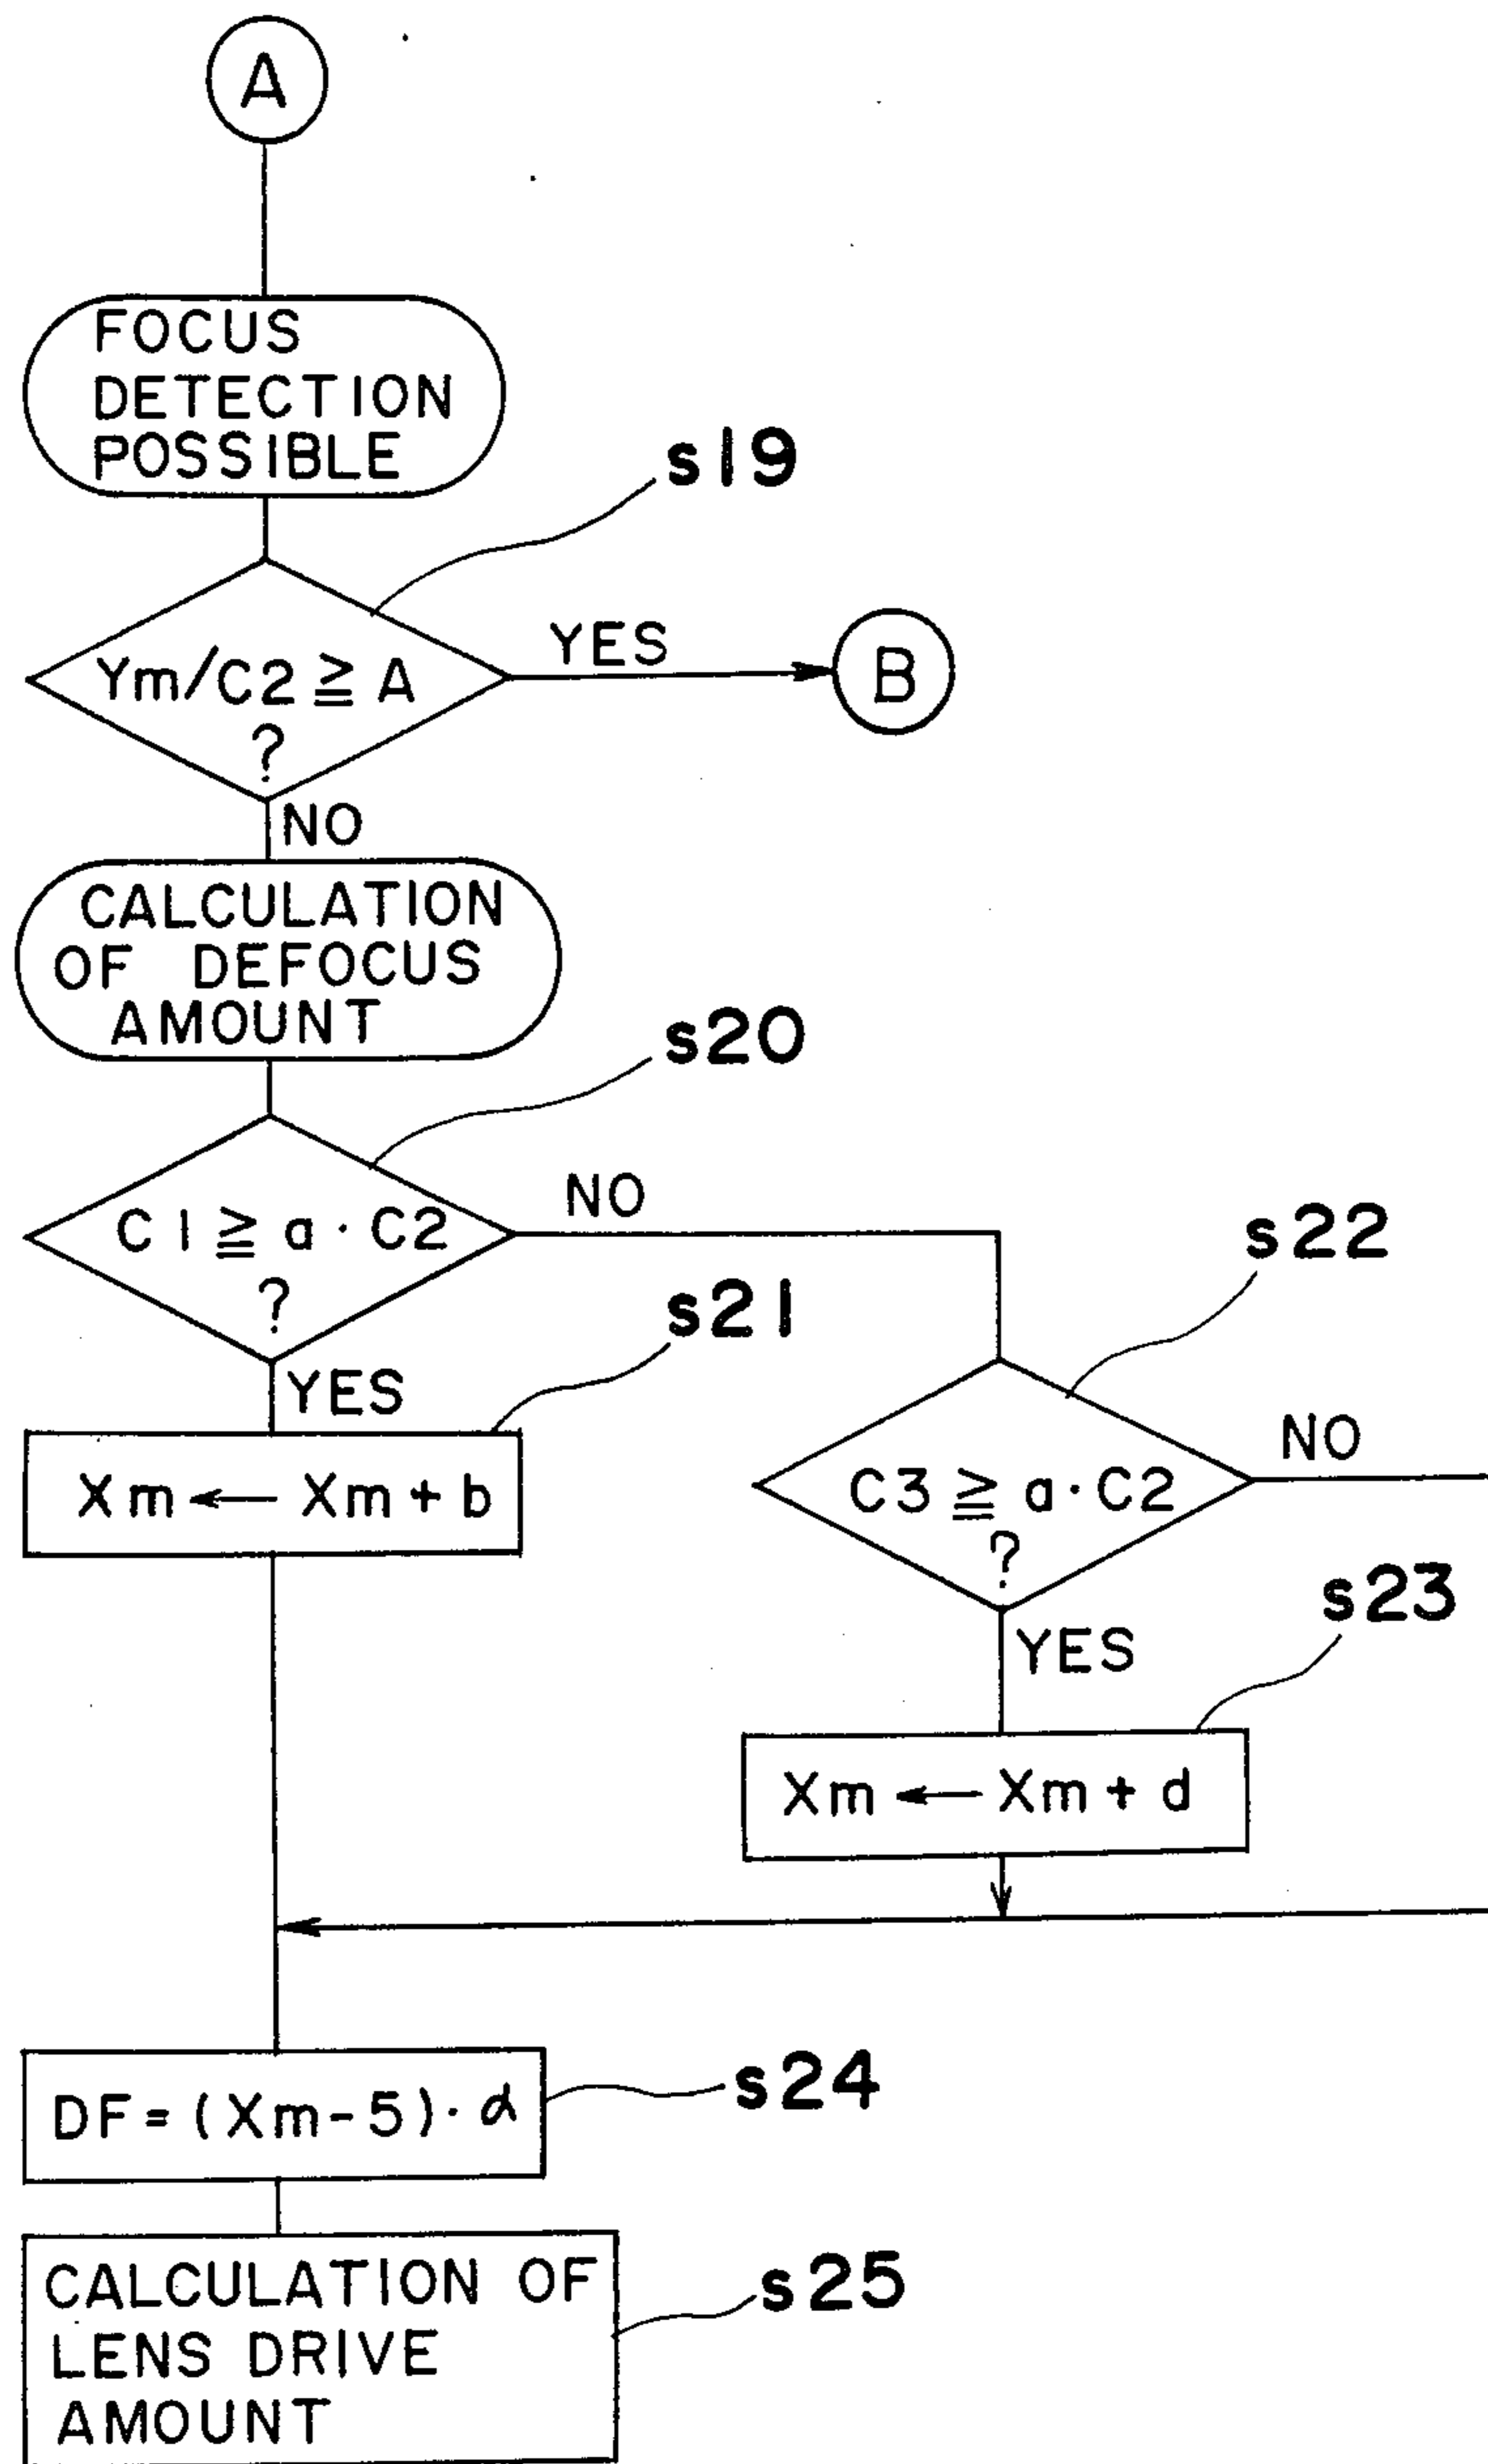 A
FOCUS
DETECTION
POSSIBLE
s19
Ym/C2 ≧ A
?
YES
B
NO
CALCULATION
OF DEFOCUS
AMOUNT
s20
C1 ≧ a · C2
?
NO
YES
s21
Xm ← Xm + b
s22
C3 ≧ a · C2
?
NO
YES
s23
Xm ← Xm + d
DF = (Xm - 5) · α
s24
CALCULATION OF
LENS DRIVE
AMOUNT
s25